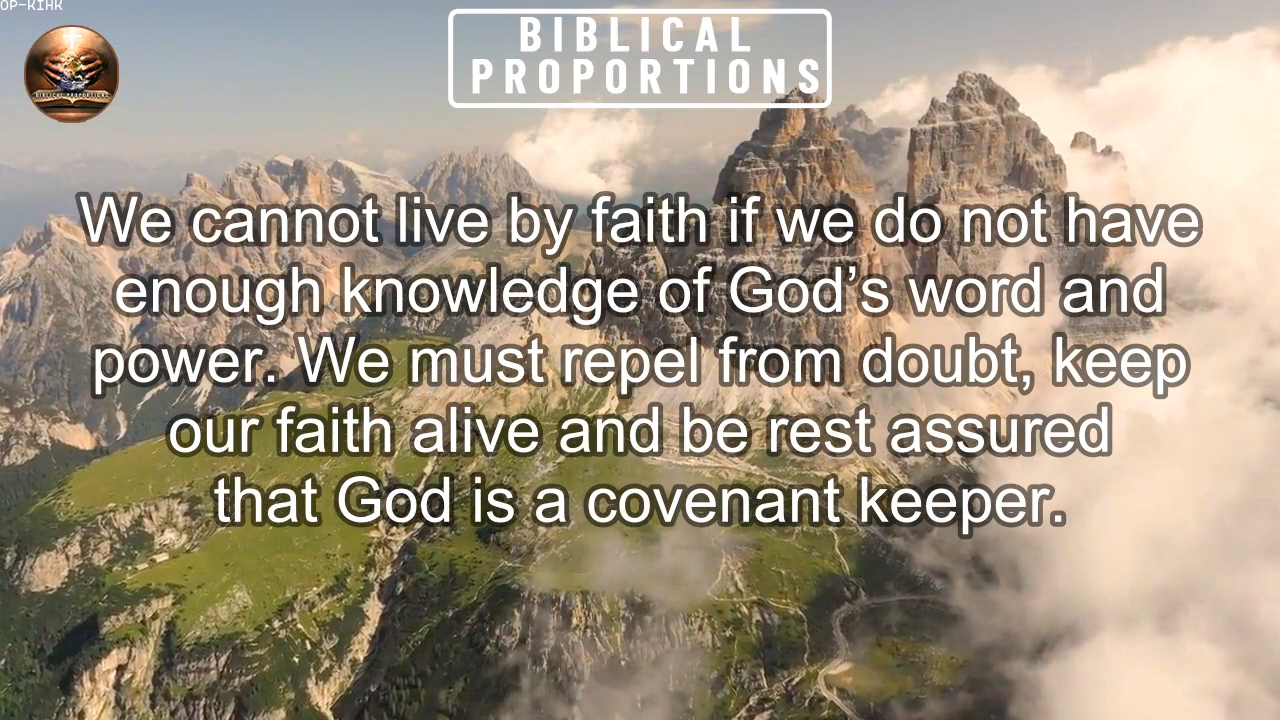 OP-KIHK
BIBLICAL
PROPORTIONS
BIBLICAL PROPORTIONS
We cannot live by faith if we do not have
enough knowledge of God’s word and
power. We must repel from doubt, keep
our faith alive and be rest assured
that God is a covenant keeper.